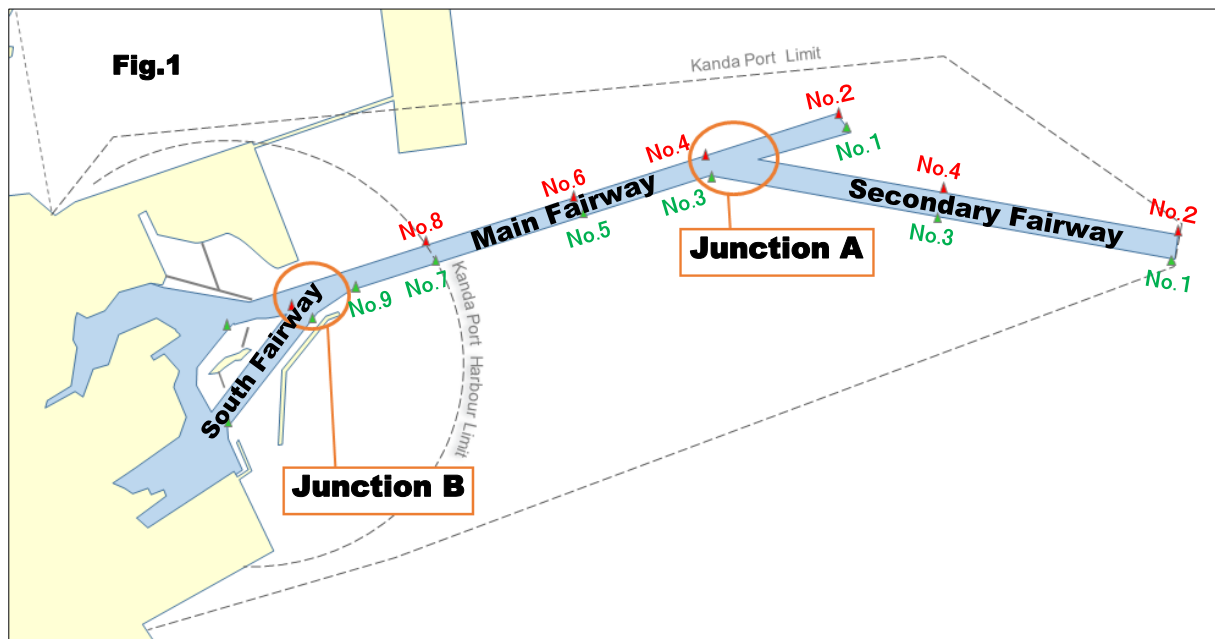 Fig.1
Kanda Port Limit
No.2
No.1
No.4
No.3
No.4
No.3
Secondary Fairway
No.2
No.1
No.6
No.5
Main Fairway
Junction A
No.8
No.7
No.9
Kanda Port Harbour Limit
South Fairway
Junction B